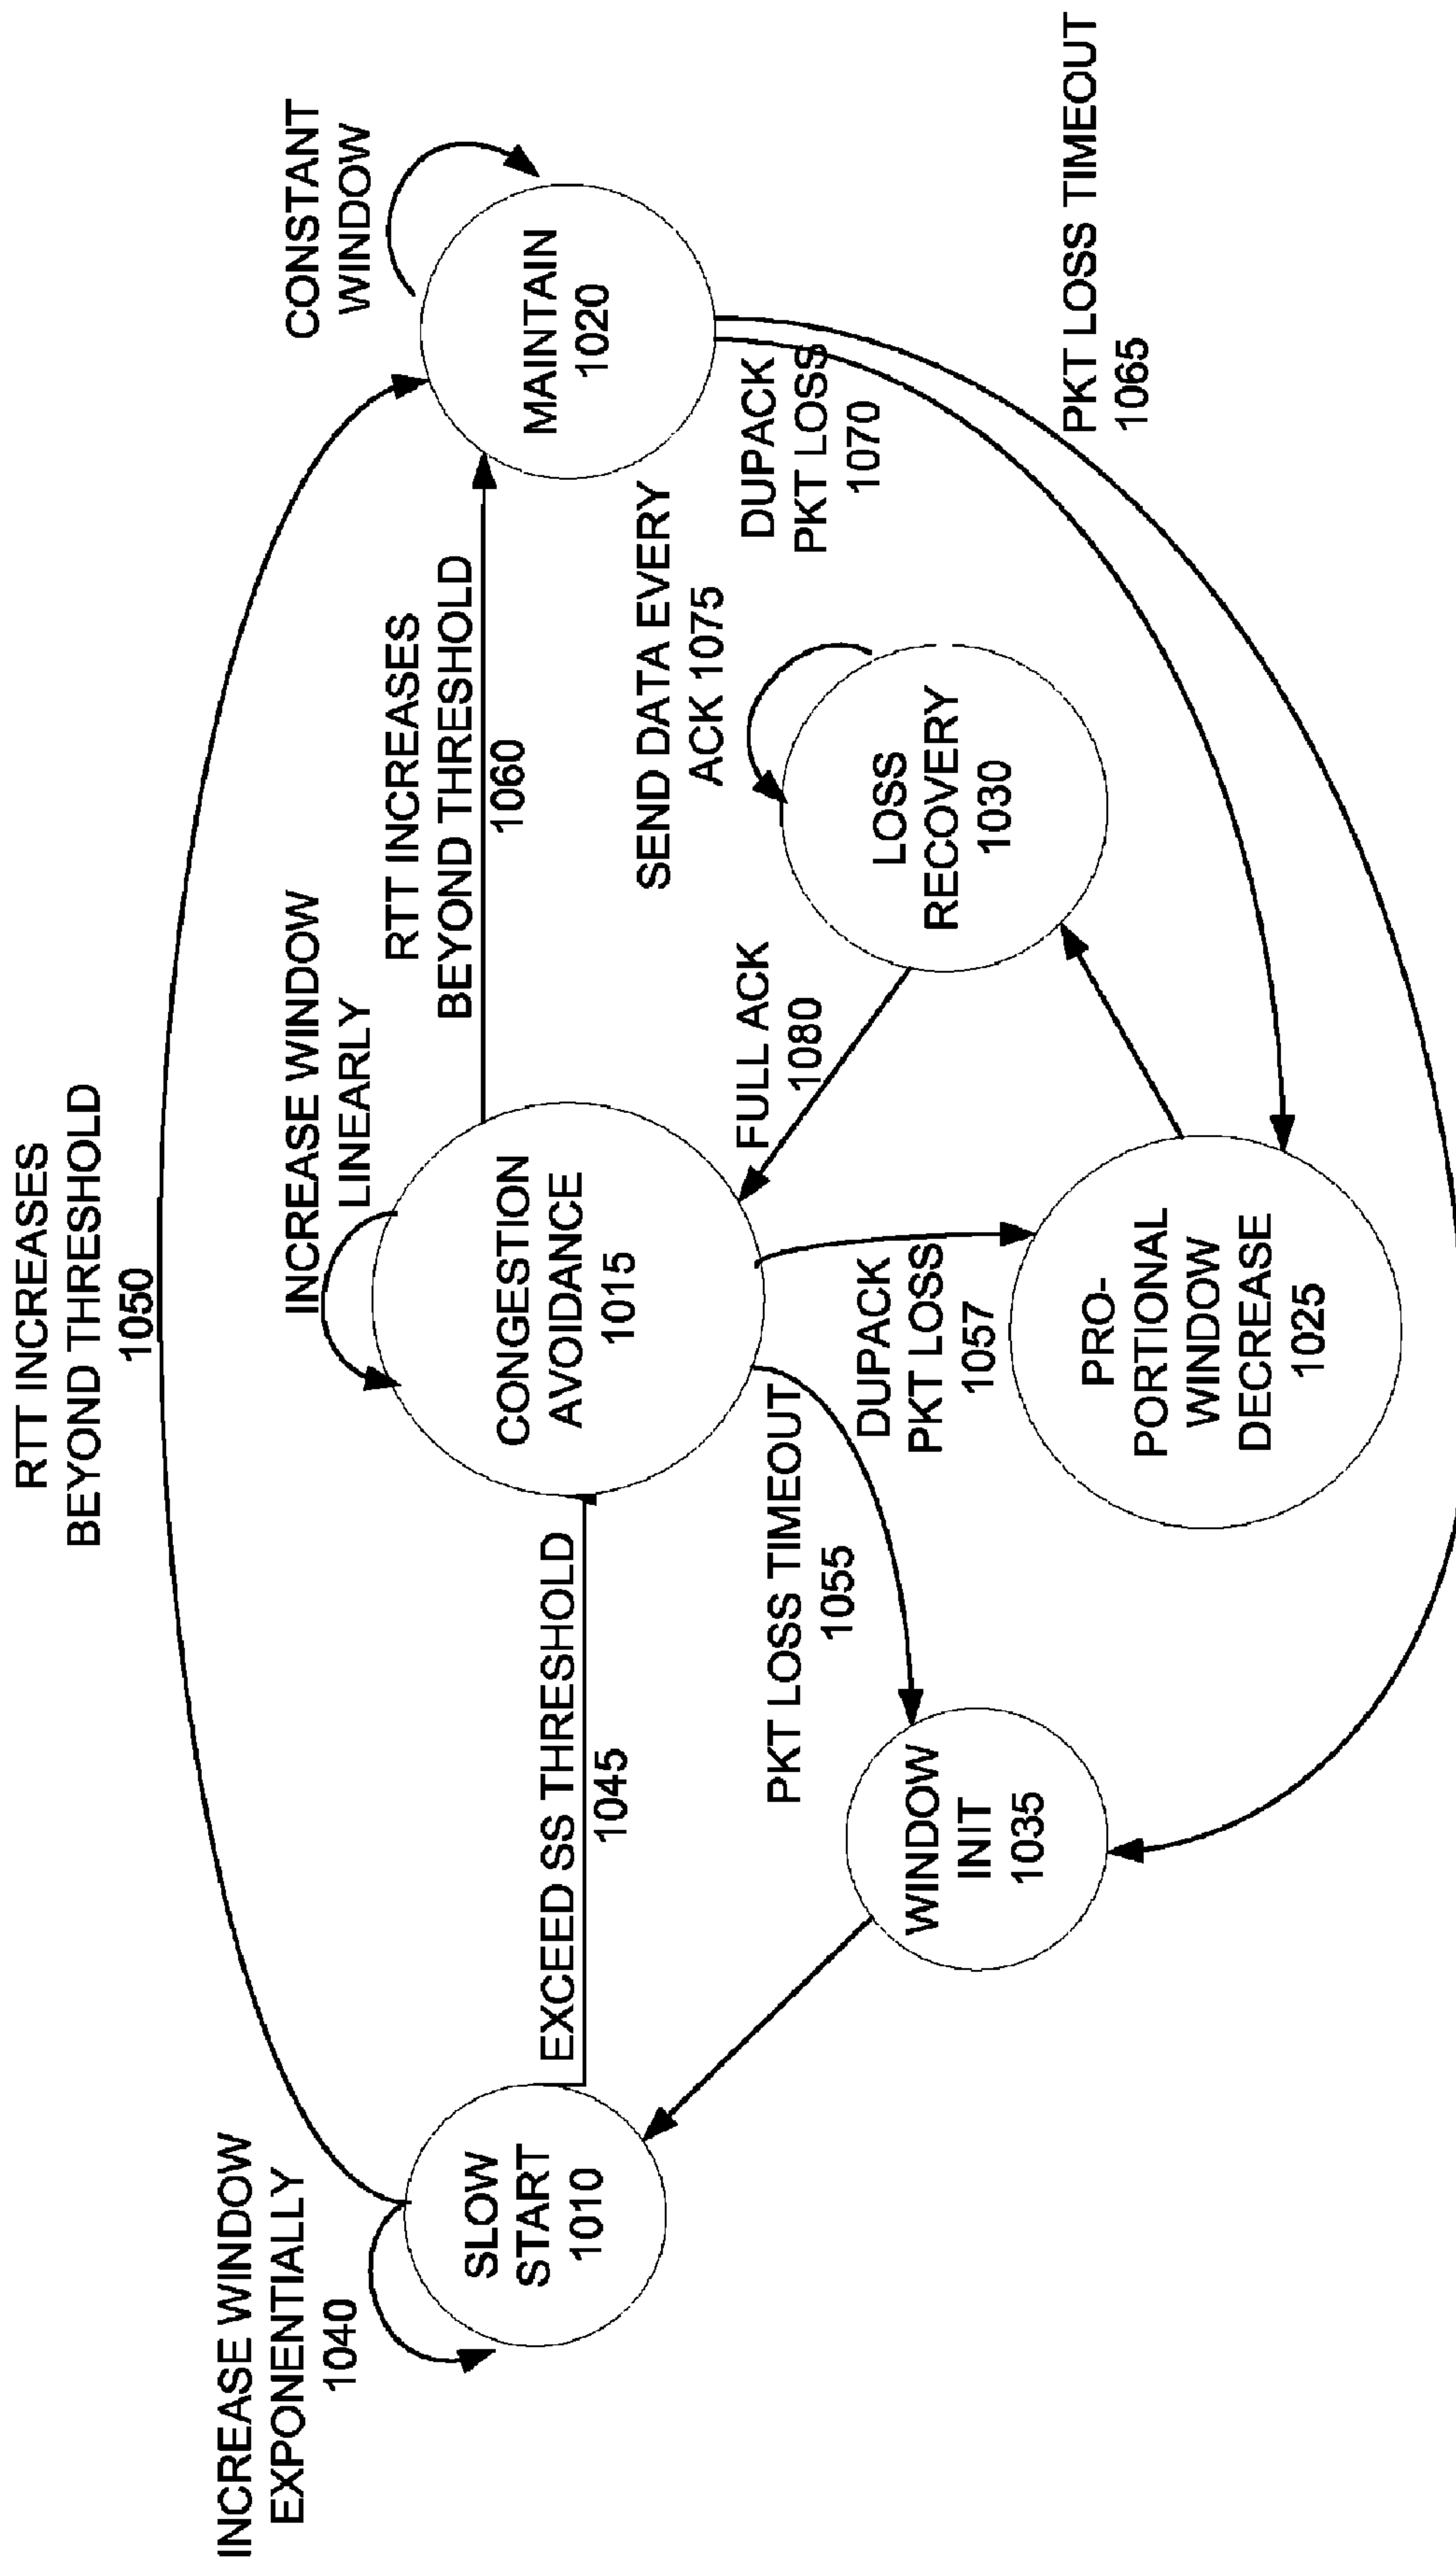 RTT INCREASES
BEYOND THRESHOLD
1050
INCREASE WINDOW
EXPONENTIALLY
1040
INCREASE WINDOW
LINEARLY
CONSTANT
WINDOW
RTT INCREASES
BEYOND THRESHOLD
1060
SLOW
START
1010
EXCEED SS THRESHOLD
1045
CONGESTION
AVOIDANCE
1015
MAINTAIN
1020
SEND DATA EVERY
ACK 1075
FULL ACK
1080
DUPACK
PKT LOSS
1070
PKT LOSS TIMEOUT
1055
DUPACK
PKT LOSS
1057
LOSS
RECOVERY
1030
WINDOW
INIT
1035
PRO-
PORTIONAL
WINDOW
DECREASE
1025
PKT LOSS TIMEOUT
1065